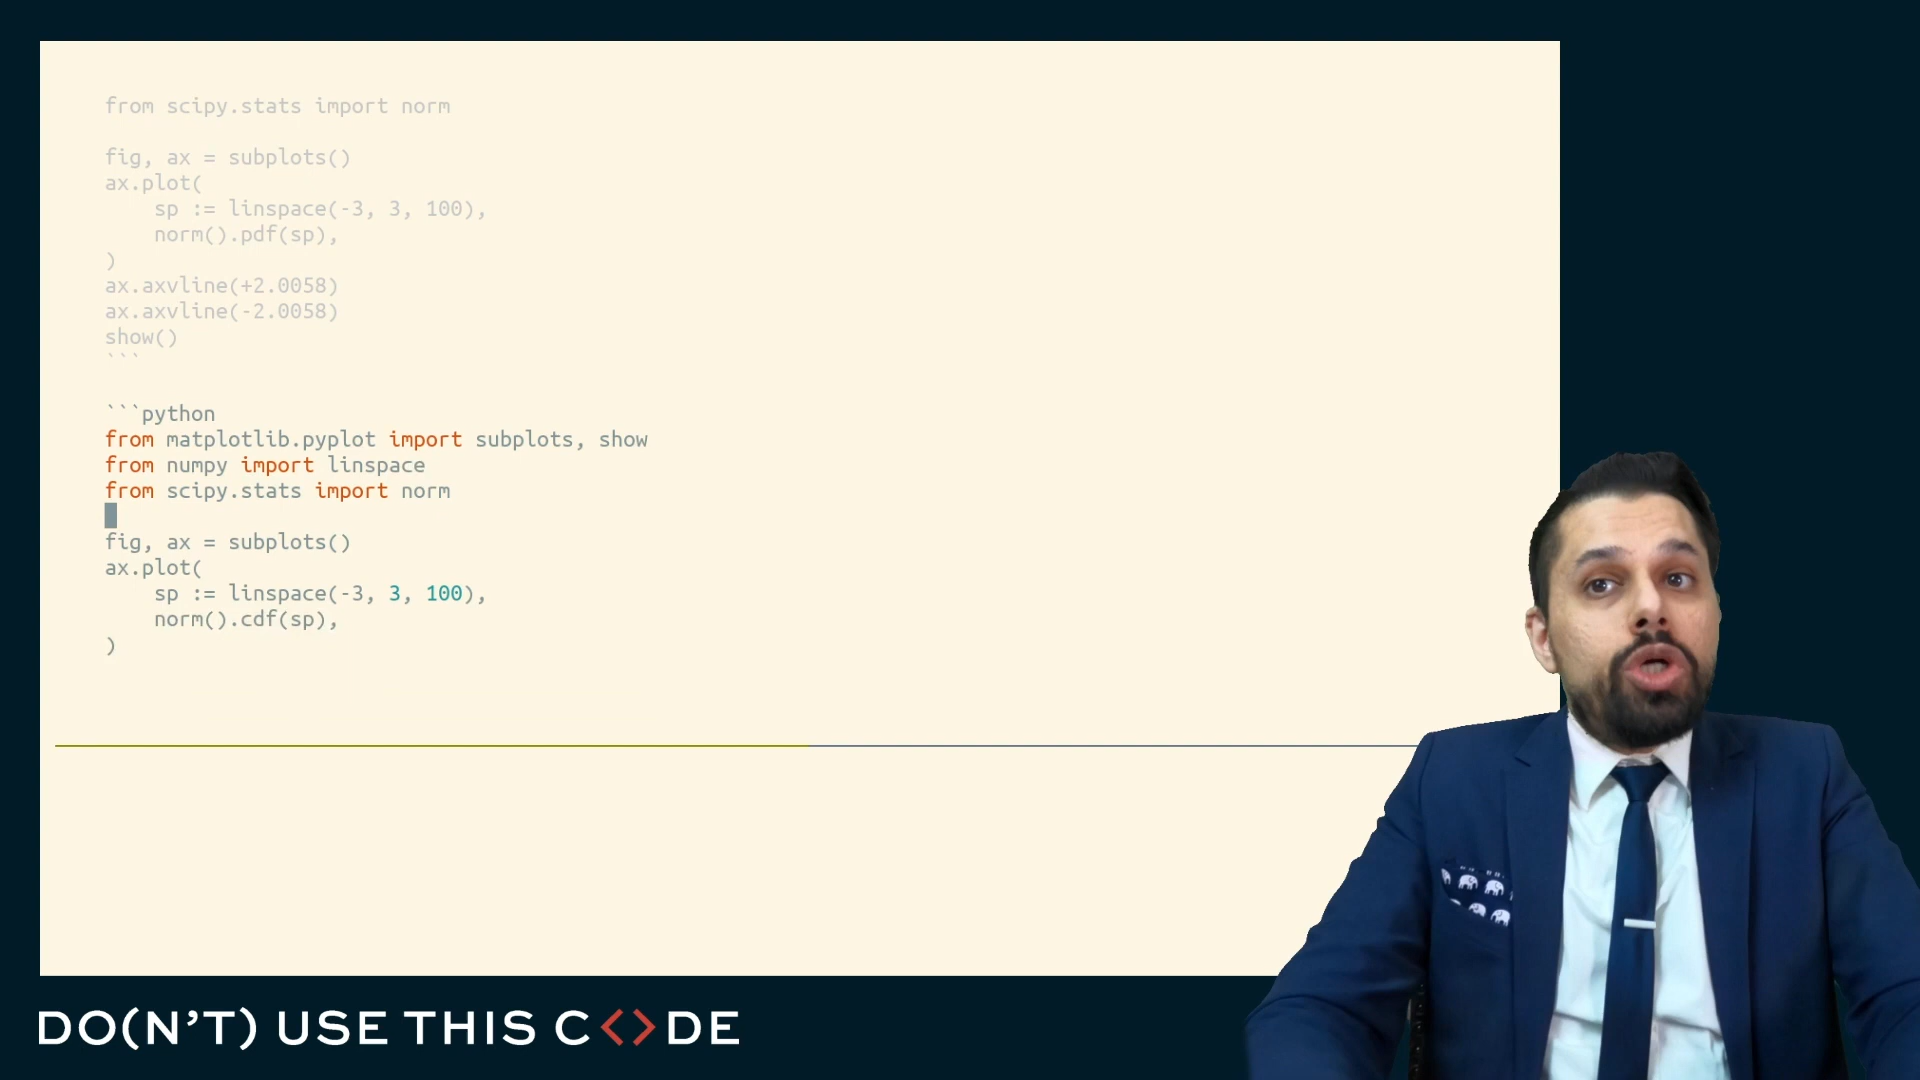 from scipy.stats import norm
fig, ax = subplots()
ax.plot(
    sp := linspace(-3, 3, 100),
    norm().pdf(sp),
)
ax.axvline(+2.0058)
ax.axvline(-2.0058)
show()
```
```python
from matplotlib.pyplot import subplots, show
from numpy import linspace
from scipy.stats import norm
fig, ax = subplots()
ax.plot(
    sp := linspace(-3, 3, 100),
    norm().cdf(sp),
)
DO(N'T) USE THIS C<>DE